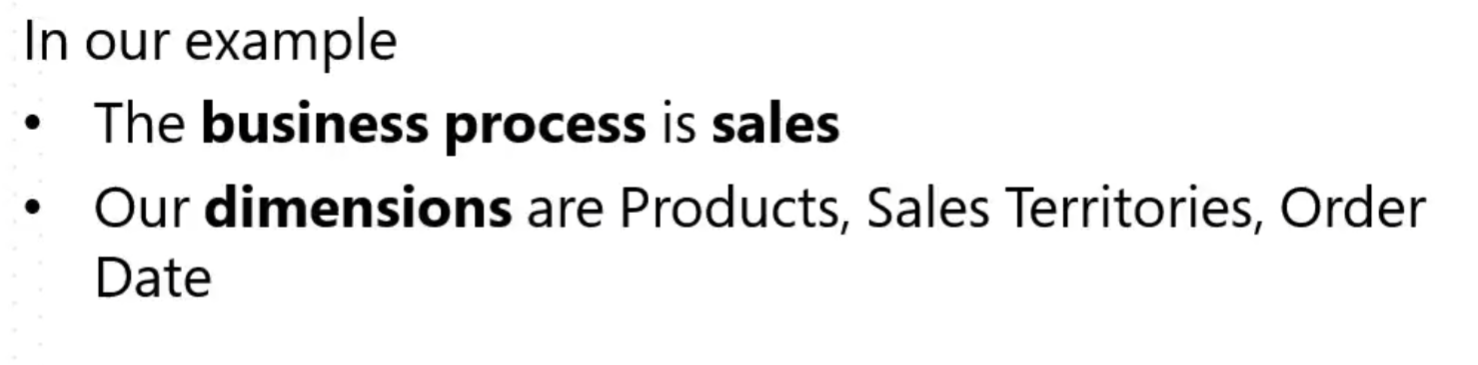 In our example
• The business process is sales
• Our dimensions are Products, Sales Territories, Order
Date